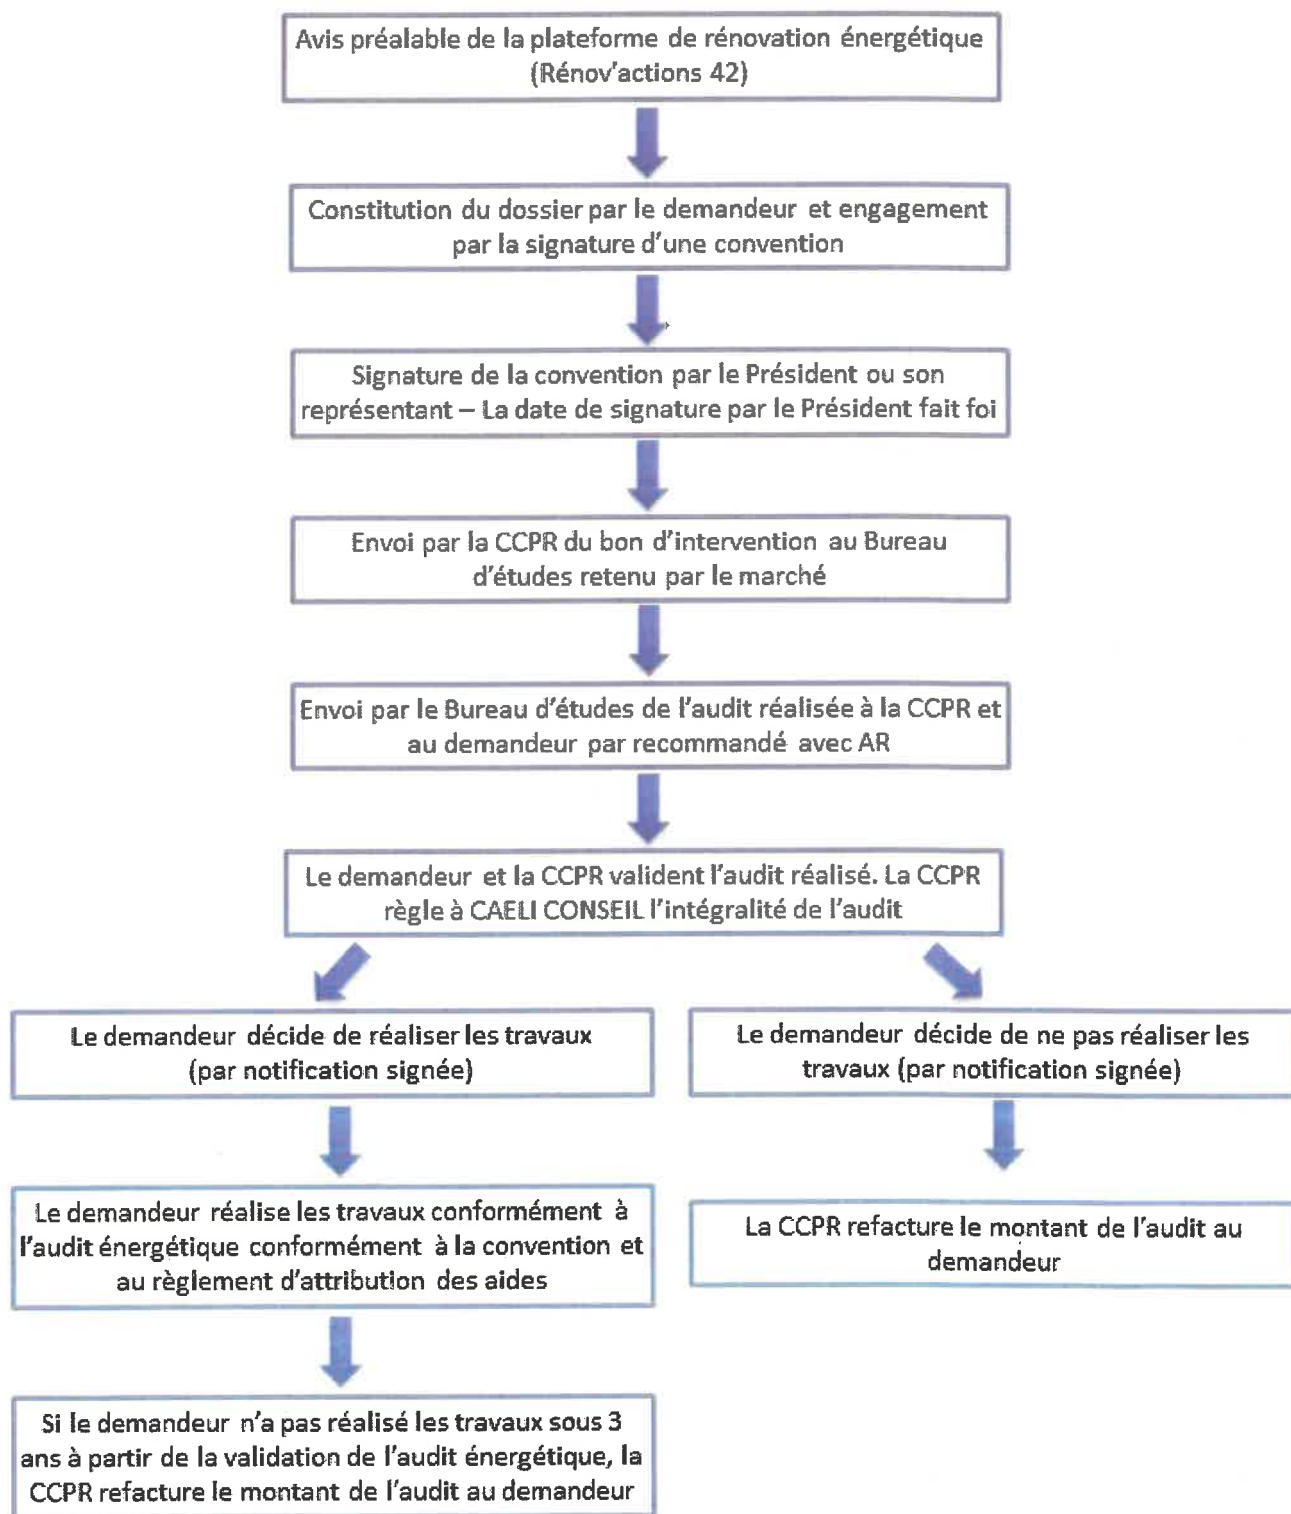 Avis préalable de la plateforme de rénovation énergétique
(Rénov'actions 42)
Constitution du dossier par le demandeur et engagement
par la signature d'une convention
Signature de la convention par le Président ou son
représentant – La date de signature par le Président fait foi
Envoi par la CCPR du bon d'intervention au Bureau
d'études retenu par le marché
Envoi par le Bureau d'études de l'audit réalisée à la CCPR et
au demandeur par recommandé avec AR
Le demandeur et la CCPR valident l'audit réalisé. La CCPR
règle à CAELI CONSEIL l'intégralité de l'audit
Le demandeur décide de réaliser les travaux
(par notification signée)
Le demandeur décide de ne pas réaliser les
travaux (par notification signée)
Le demandeur réalise les travaux conformément à
l'audit énergétique conformément à la convention et
au règlement d'attribution des aides
La CCPR refacture le montant de l'audit au
demandeur
Si le demandeur n'a pas réalisé les travaux sous 3
ans à partir de la validation de l'audit énergétique, la
CCPR refacture le montant de l'audit au demandeur